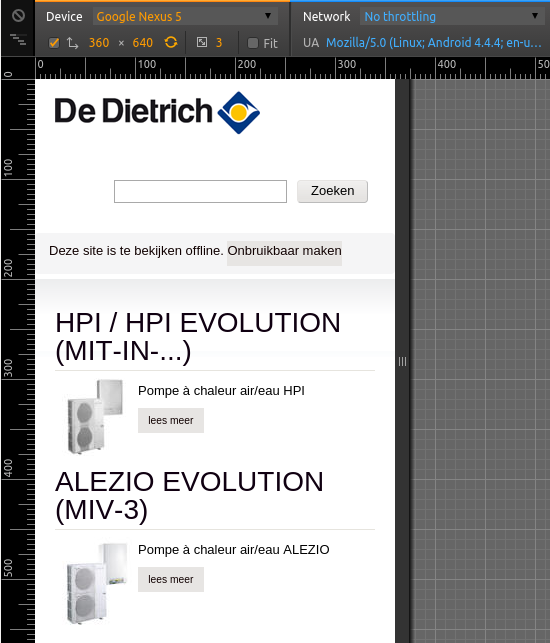 Device Google Nexus 5 ▼ Network No throttling ▼
360 × 640 3 Fit UA Mozilla/5.0 (Linux; Android 4.4.4; en-u...
0 100 200 300 400 50
0
100
200
300
400
500
De Dietrich
Zoeken
Deze site is te bekijken offline. Onbruikbaar maken
HPI / HPI EVOLUTION
(MIT-IN-...)
Pompe à chaleur air/eau HPI
lees meer
ALEZIO EVOLUTION
(MIV-3)
Pompe à chaleur air/eau ALEZIO
lees meer